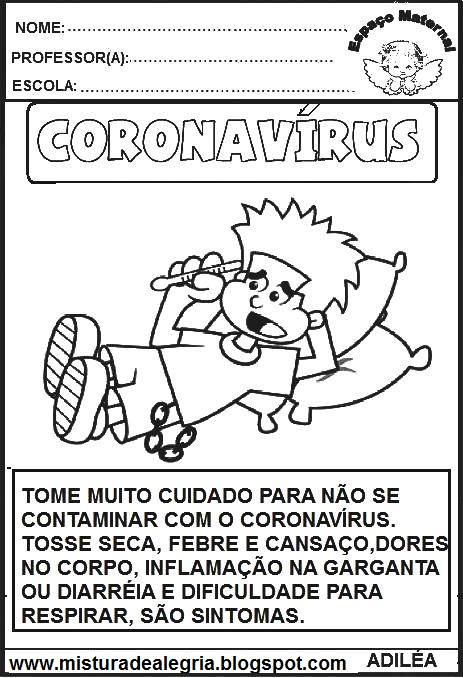 NOME:
Espaço Maternal
PROFESSOR(A):
ESCOLA:
CORONAVÍRUS
TOME MUITO CUIDADO PARA NÃO SE
CONTAMINAR COM O CORONAVÍRUS.
TOSSE SECA, FEBRE E CANSAÇO,DORES
NO CORPO, INFLAMAÇÃO NA GARGANTA
OU DIARRÉIA E DIFICULDADE PARA
RESPIRAR, SÃO SINTOMAS.
www.misturadealegria.blogspot.com
ADILÉA